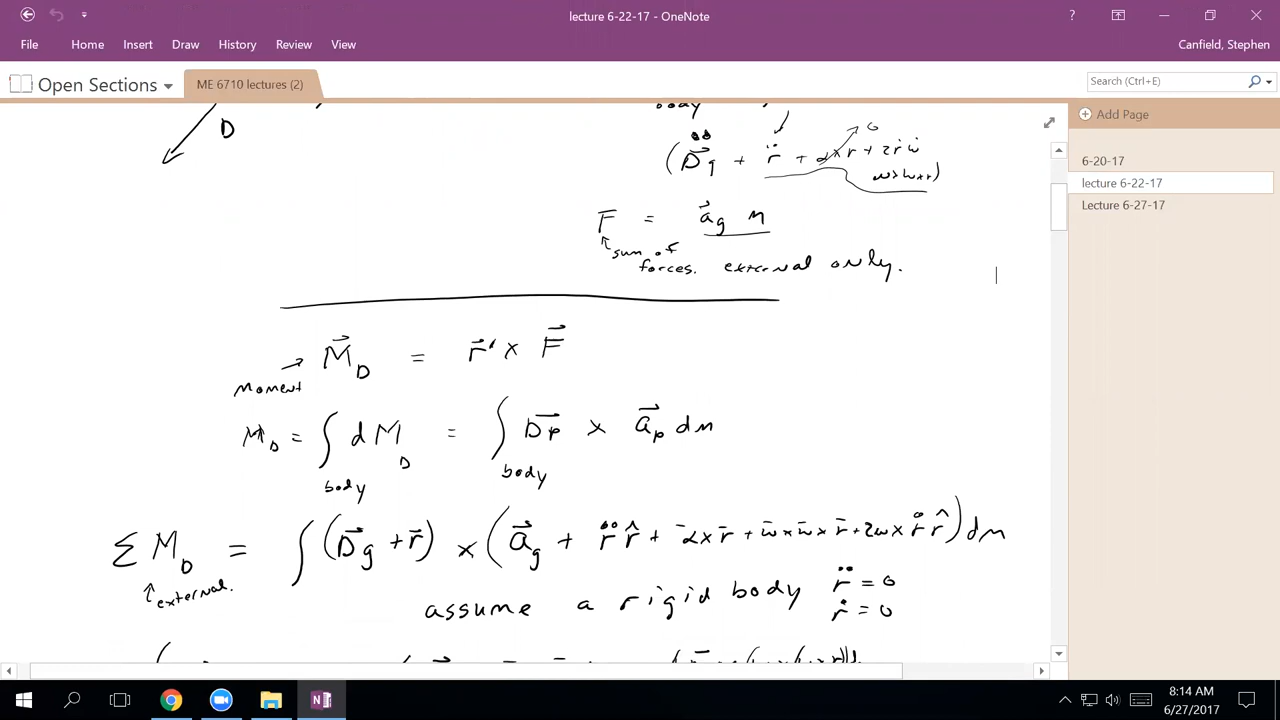 lecture 6-22-17 - OneNote
File Home Insert Draw History Review View
Canfield, Stephen
Open Sections
ME 6710 lectures (2)
Search (Ctrl+E)
Add Page
6-20-17
lecture 6-22-17
Lecture 6-27-17
D
body
(D̈g + r̈ + α×r + 2ṙω
ω×ω×r)
0
F = a⃗g m
↑ sum of
forces. external only.
M⃗D = r⃗ × F⃗
moment
MD = ∫ dMD = ∫ Dp × a⃗p dm
body body
ΣMD = ∫ (D⃗g + r̄) × (a⃗g + r̈ r̂ + ᾱ×r̄ + ω̄×ω̄×r̄ + 2ω×ṙ r̂) dm
↑ external.
assume a rigid body r̈ = 0
ṙ = 0
8:14 AM
6/27/2017